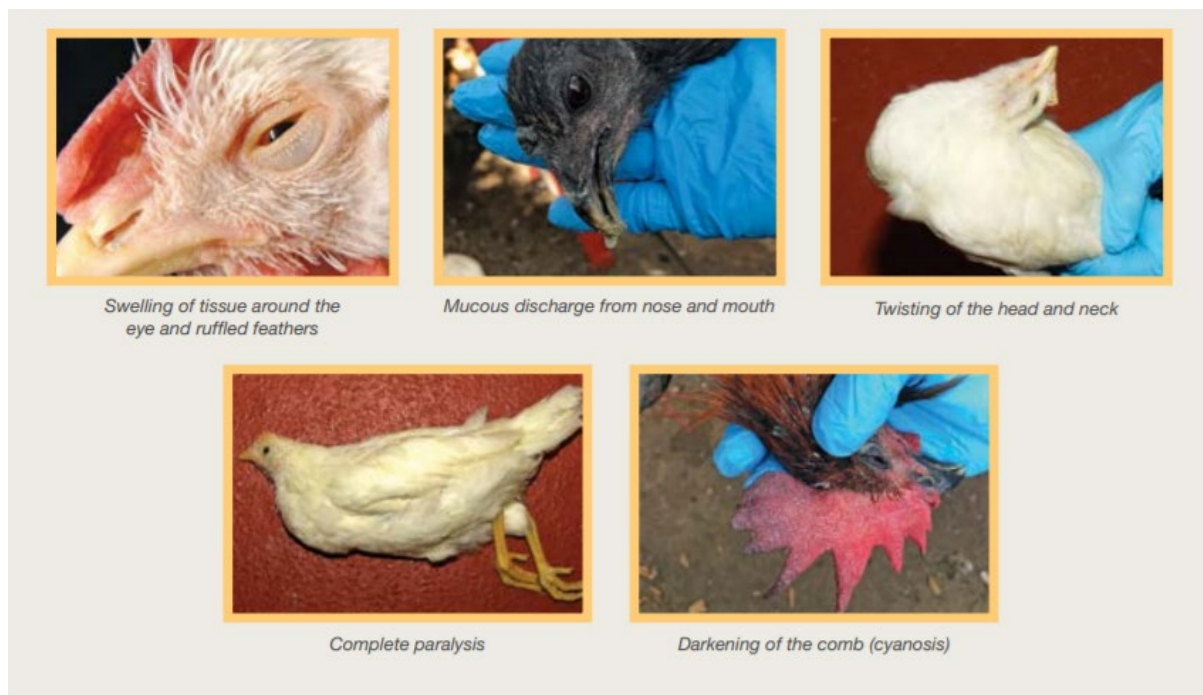 Swelling of tissue around the
eye and ruffled feathers
Mucous discharge from nose and mouth
Twisting of the head and neck
Complete paralysis
Darkening of the comb (cyanosis)